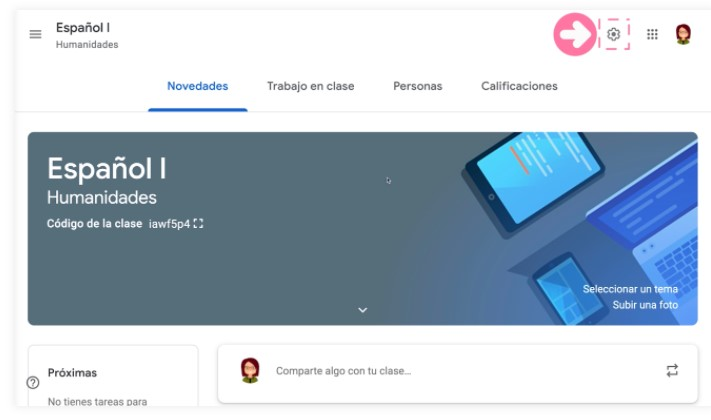 Español I
Humanidades
Novedades Trabajo en clase Personas Calificaciones
Español I
Humanidades
Código de la clase iawf5p4
Seleccionar un tema
Subir una foto
Próximas
No tienes tareas para
Comparte algo con tu clase...